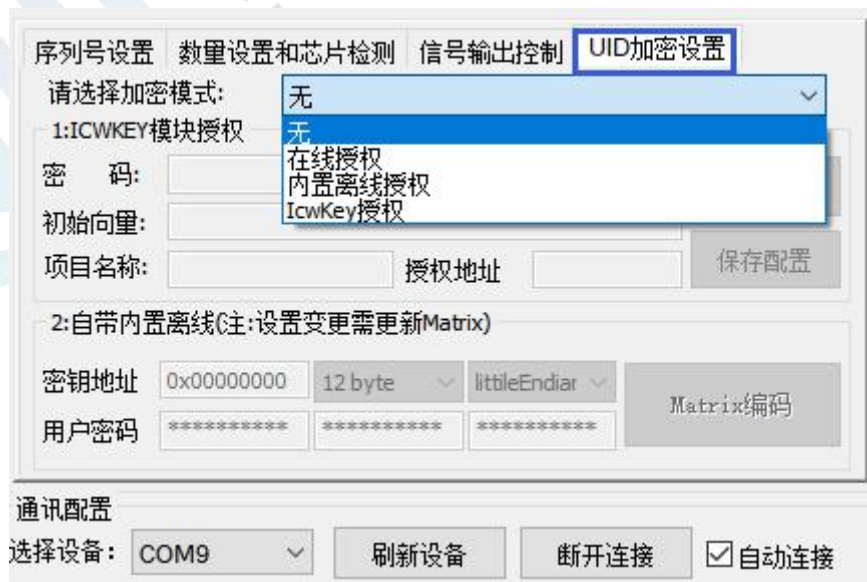 序列号设置 数量设置和芯片检测 信号输出控制 UID加密设置
请选择加密模式: 无
1:ICWKEY模块授权
无
在线授权
内置离线授权
IcwKey授权
密 码:
初始向量:
项目名称: 授权地址 保存配置
2:自带内置离线(注:设置变更需更新Matrix)
密钥地址 0x00000000 12 byte littileEndiar
Matrix编码
用户密码 ********** ********** **********
通讯配置
选择设备: COM9 刷新设备 断开连接 自动连接